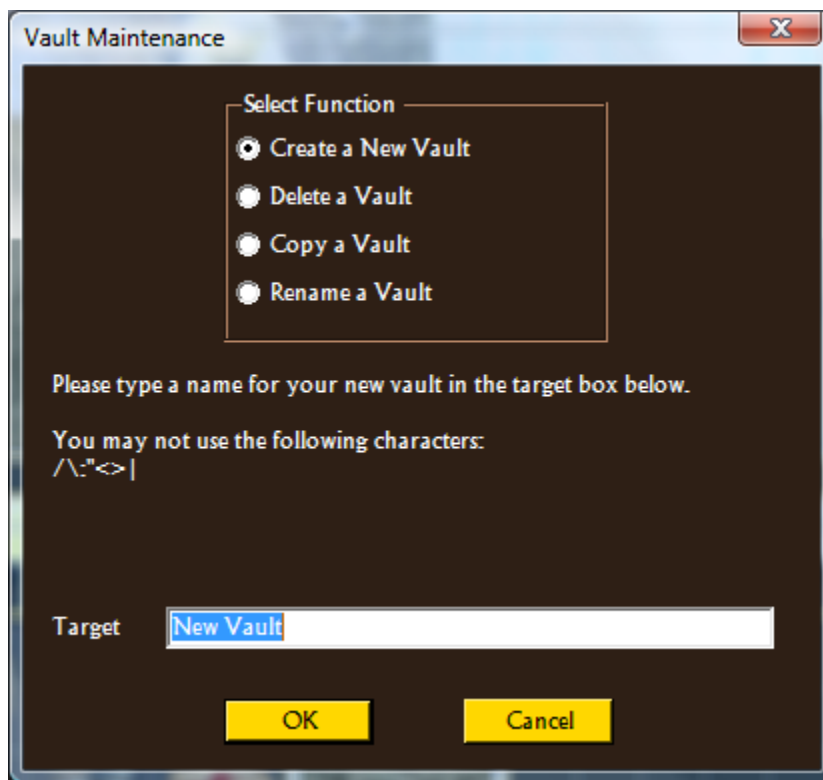 Vault Maintenance
Select Function
Create a New Vault
Delete a Vault
Copy a Vault
Rename a Vault
Please type a name for your new vault in the target box below.
You may not use the following characters:
/\:"<>|
Target
New Vault
OK
Cancel